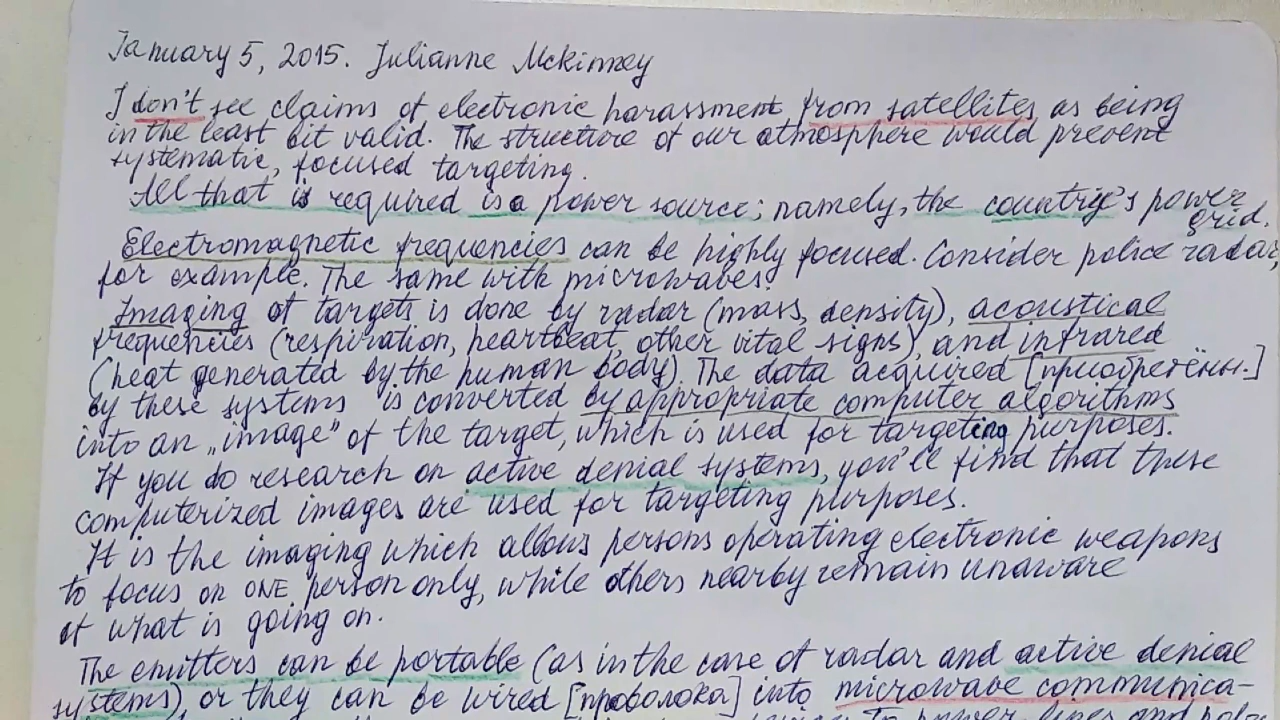 January 5, 2015. Julianne McKinney
I don't see claims of electronic harassment from satellites as being
in the least bit valid. The structure of our atmosphere would prevent
systematic, focused targeting.
All that is required is a power source; namely, the country's power
grid.
Electromagnetic frequencies can be highly focused. Consider police radar,
for example. The same with microwaves.
Imaging of targets is done by radar (mass, density), acoustical
frequencies (respiration, heartbeat, other vital signs), and infrared
(heat generated by the human body). The data acquired [приобретённ.]
by these systems is converted by appropriate computer algorithms
into an „image" of the target, which is used for targeting purposes.
If you do research on active denial systems, you'll find that these
computerized images are used for targeting purposes.
It is the imaging which allows persons operating electronic weapons
to focus on ONE person only, while others nearby remain unaware
of what is going on.
The emitters can be portable (as in the case of radar and active denial
systems), or they can be wired [проволока] into microwave communica-
to power lines and